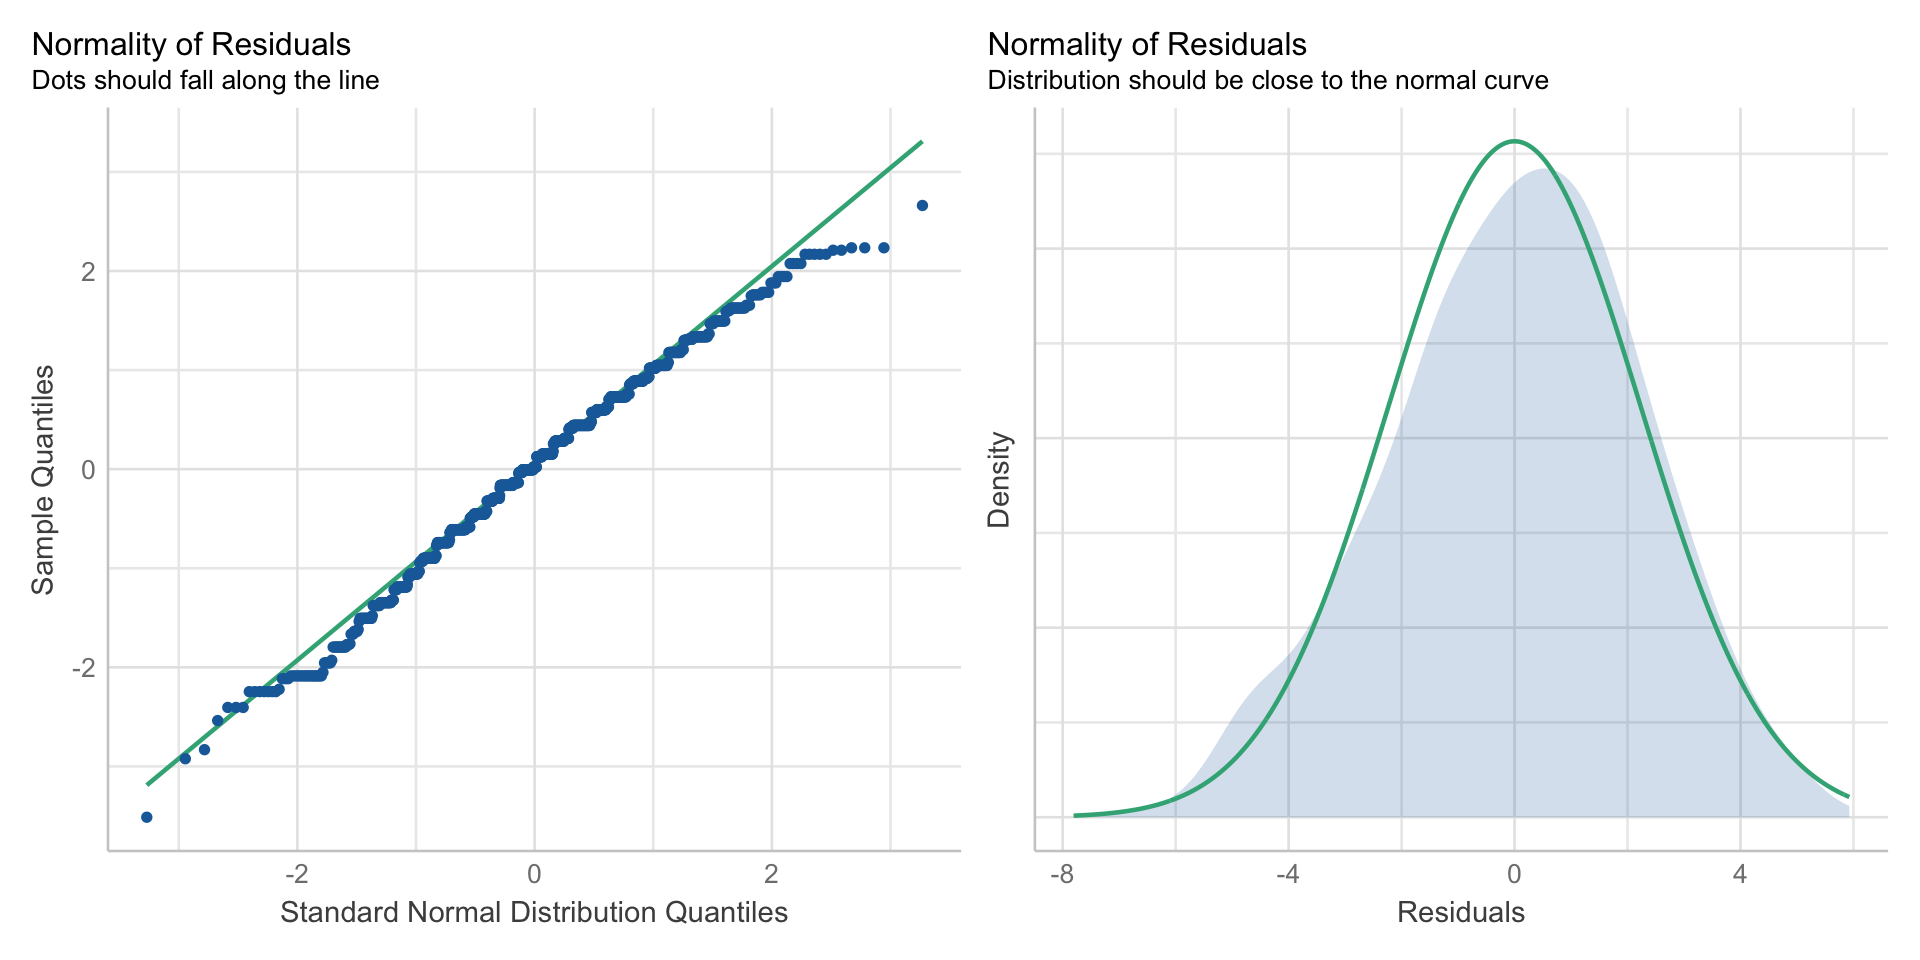 Normality of Residuals
Dots should fall along the line
2
0
-2
Sample Quantiles
-2
0
2
Standard Normal Distribution Quantiles
Normality of Residuals
Distribution should be close to the normal curve
Density
-8
-4
0
4
Residuals